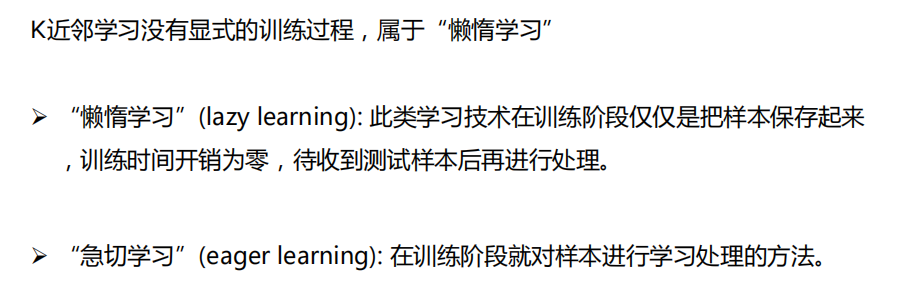 K近邻学习没有显式的训练过程，属于“懒惰学习”
➢ “懒惰学习”(lazy learning): 此类学习技术在训练阶段仅仅是把样本保存起来
，训练时间开销为零，待收到测试样本后再进行处理。
➢ “急切学习”(eager learning): 在训练阶段就对样本进行学习处理的方法。